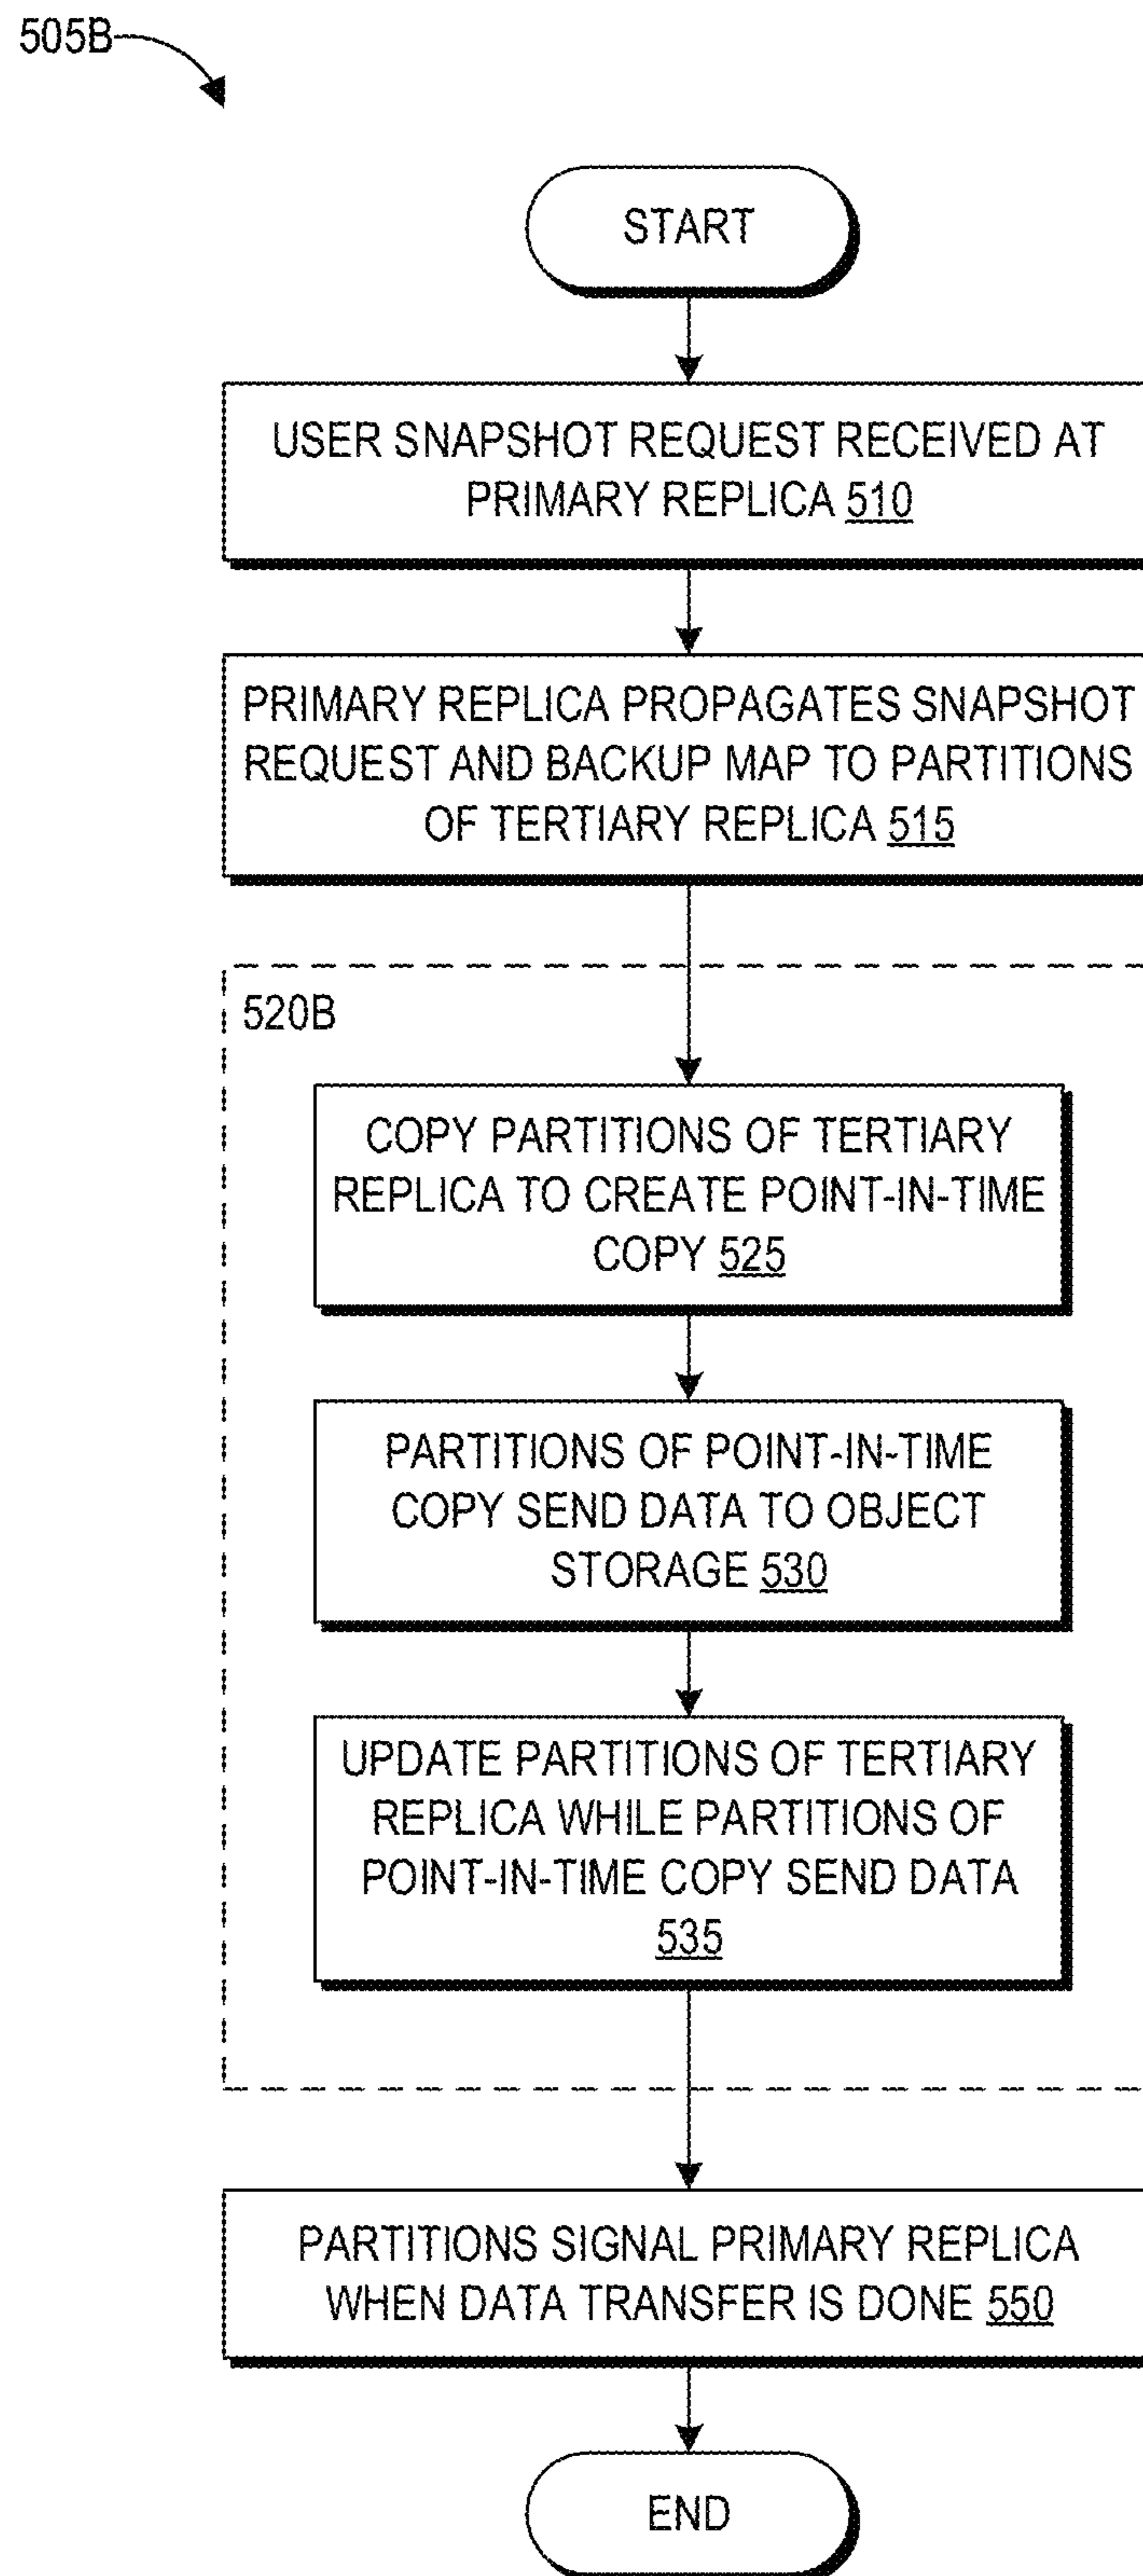 505B
START
USER SNAPSHOT REQUEST RECEIVED AT
PRIMARY REPLICA 510
PRIMARY REPLICA PROPAGATES SNAPSHOT
REQUEST AND BACKUP MAP TO PARTITIONS
OF TERTIARY REPLICA 515
520B
COPY PARTITIONS OF TERTIARY
REPLICA TO CREATE POINT-IN-TIME
COPY 525
PARTITIONS OF POINT-IN-TIME
COPY SEND DATA TO OBJECT
STORAGE 530
UPDATE PARTITIONS OF TERTIARY
REPLICA WHILE PARTITIONS OF
POINT-IN-TIME COPY SEND DATA
535
PARTITIONS SIGNAL PRIMARY REPLICA
WHEN DATA TRANSFER IS DONE 550
END